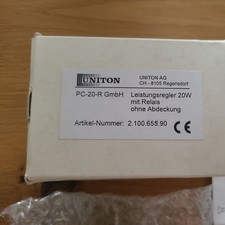 UNITON
UNITON AG
CH - 8105 Regensdorf
PC-20-R GmbH
Leistungsregler 20W
mit Relais
ohne Abdeckung
Artikel-Nummer:
2.100.655.90
CE